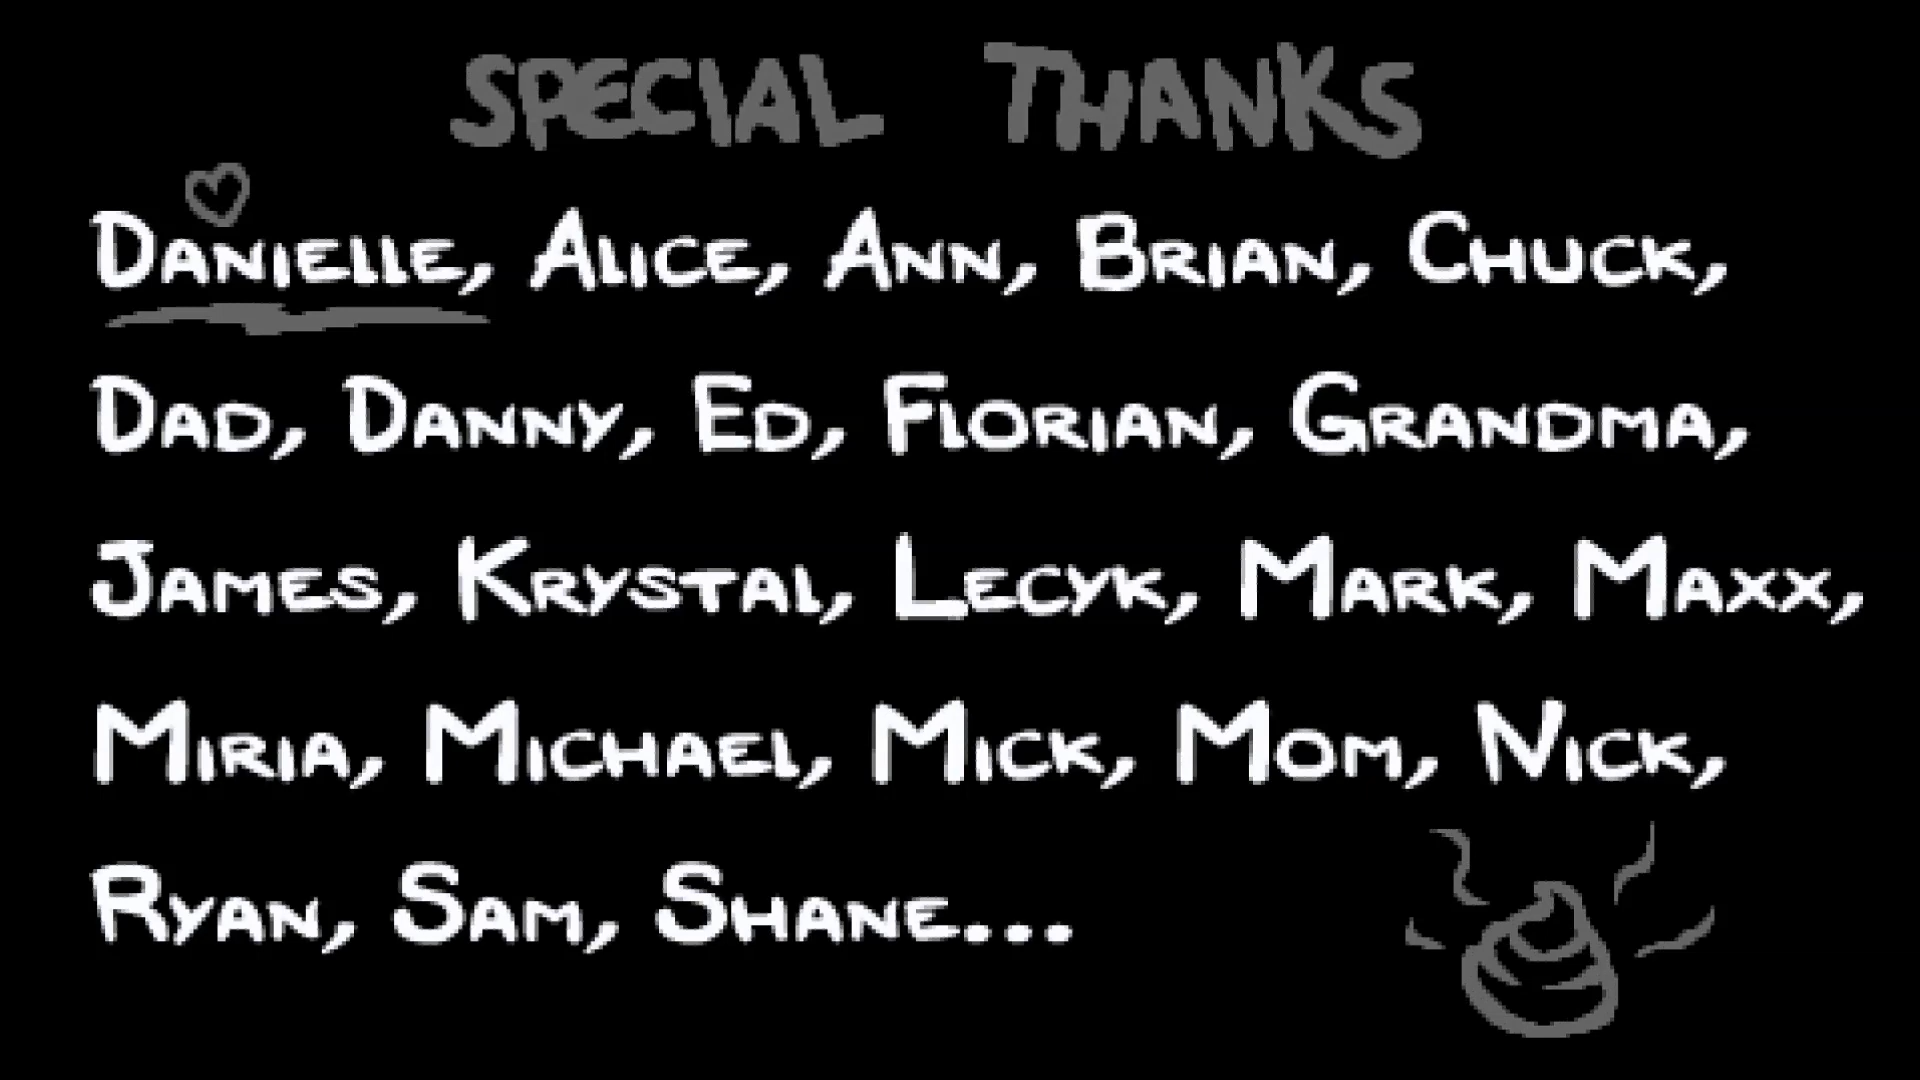 SPECIAL THANKS
Danielle, Alice, Ann, Brian, Chuck,
Dad, Danny, Ed, Florian, Grandma,
James, Krystal, Lecyk, Mark, Maxx,
Miria, Michael, Mick, Mom, Nick,
Ryan, Sam, Shane...